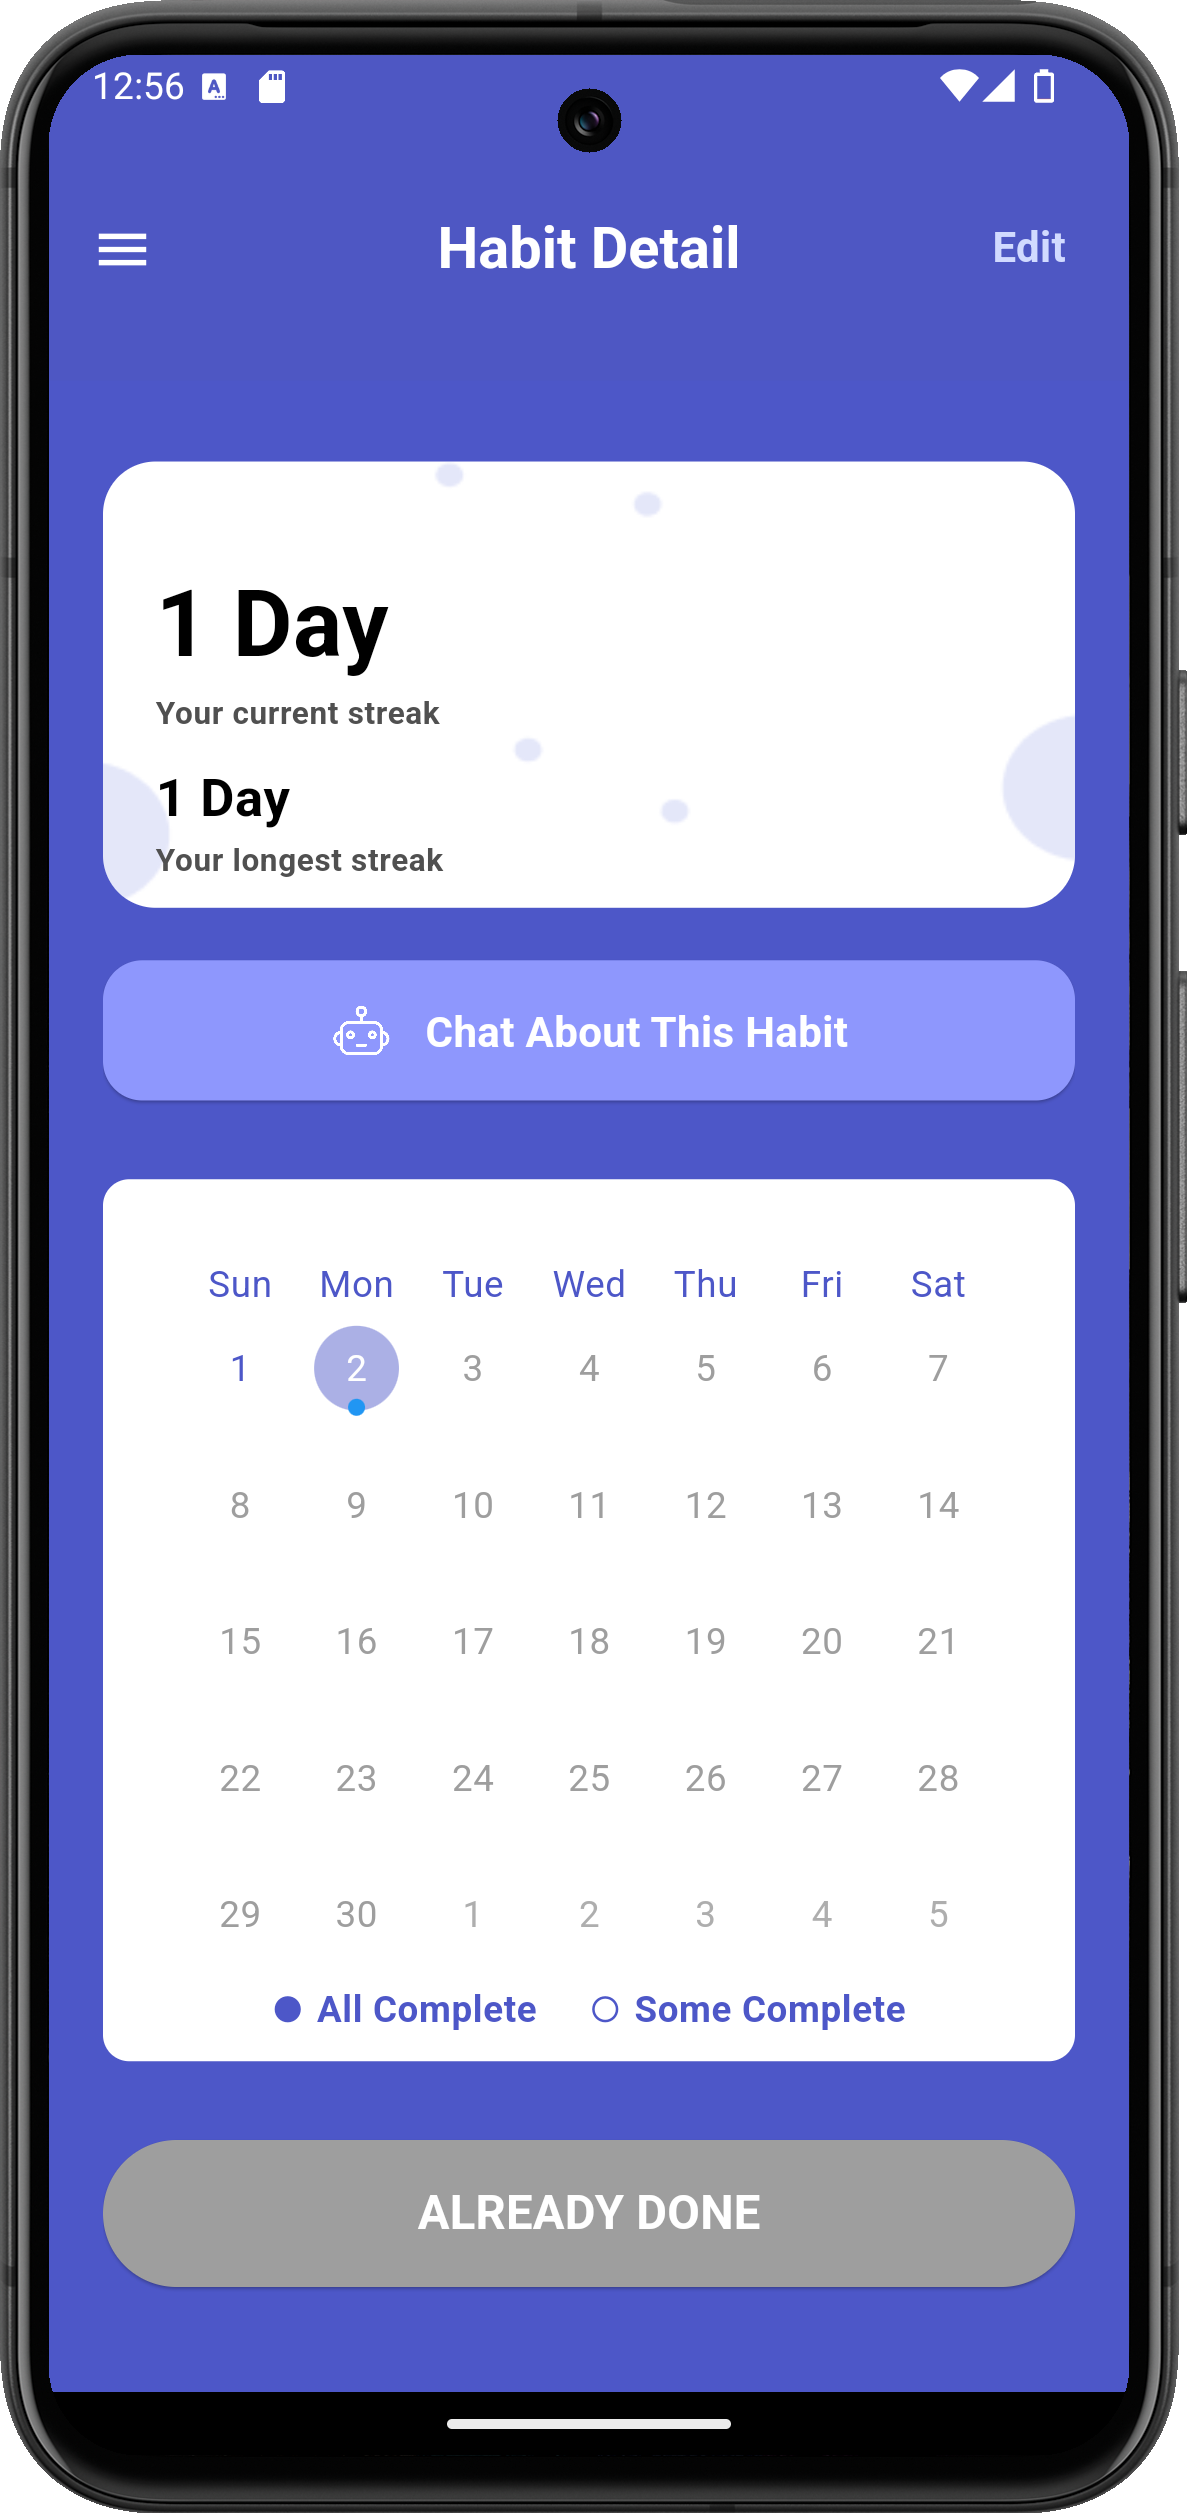 12:56
Habit Detail
Edit
1 Day
Your current streak
1 Day
Your longest streak
Chat About This Habit
Sun Mon Tue Wed Thu Fri Sat
1 2 3 4 5 6 7
8 9 10 11 12 13 14
15 16 17 18 19 20 21
22 23 24 25 26 27 28
29 30 1 2 3 4 5
All Complete Some Complete
ALREADY DONE